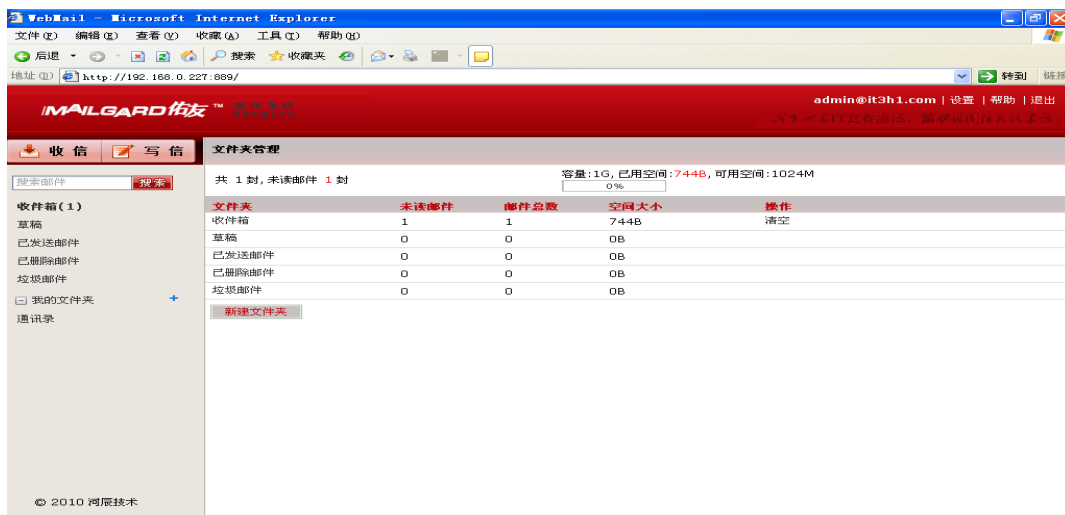 WebMail - Microsoft Internet Explorer
文件(F) 编辑(E) 查看(V) 收藏(A) 工具(T) 帮助(H)
后退 搜索 收藏夹
地址(D) http://192.168.0.227:889/ 转到 链接
MAILGARD佑友™
admin@it3h1.com | 设置 | 帮助 | 退出
收信 写信 文件夹管理
搜索邮件 搜索
共 1 封, 未读邮件 1 封 容量:1G, 已用空间:744B, 可用空间:1024M
0%
收件箱(1)
草稿
已发送邮件
已删除邮件
垃圾邮件
我的文件夹 +
通讯录
文件夹 未读邮件 邮件总数 空间大小 操作
收件箱 1 1 744B 清空
草稿 0 0 0B
已发送邮件 0 0 0B
已删除邮件 0 0 0B
垃圾邮件 0 0 0B
新建文件夹
© 2010 河辰技术